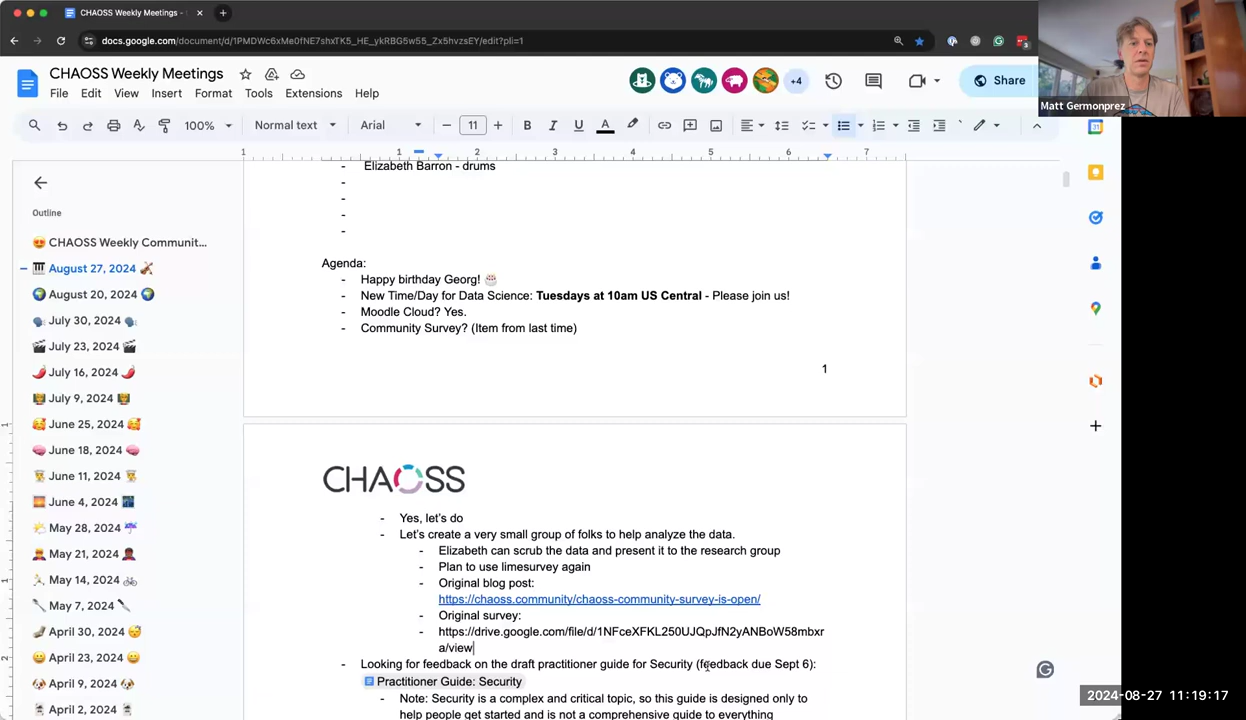 CHAOSS Weekly Meetings -
docs.google.com/document/d/1PMDWc6xMe0fNE7shxTK5_HE_ykRBG5w55_Zx5hvzsEY/edit?pli=1
3
Matt Germonprez
CHAOSS Weekly Meetings
File Edit View Insert Format Tools Extensions Help
+4
Share
100% Normal text Arial 11
1 1 2 3 4 5 6 7
Outline
CHAOSS Weekly Communit...
August 27, 2024
August 20, 2024
July 30, 2024
July 23, 2024
July 16, 2024
July 9, 2024
June 25, 2024
June 18, 2024
June 11, 2024
June 4, 2024
May 28, 2024
May 21, 2024
May 14, 2024
May 7, 2024
April 30, 2024
April 23, 2024
April 9, 2024
April 2, 2024
- Elizabeth Barron - drums
-
-
-
-
Agenda:
- Happy birthday Georg! 🎂
- New Time/Day for Data Science: Tuesdays at 10am US Central - Please join us!
- Moodle Cloud? Yes.
- Community Survey? (Item from last time)
1
CHAOSS
- Yes, let's do
- Let's create a very small group of folks to help analyze the data.
- Elizabeth can scrub the data and present it to the research group
- Plan to use limesurvey again
- Original blog post:
https://chaoss.community/chaoss-community-survey-is-open/
- Original survey:
- https://drive.google.com/file/d/1NFceXFKL250UJQpJfN2yANBoW58mbxr
a/view
- Looking for feedback on the draft practitioner guide for Security (feedback due Sept 6):
Practitioner Guide: Security
- Note: Security is a complex and critical topic, so this guide is designed only to
help people get started and is not a comprehensive guide to everything
2024-08-27 11:19:17